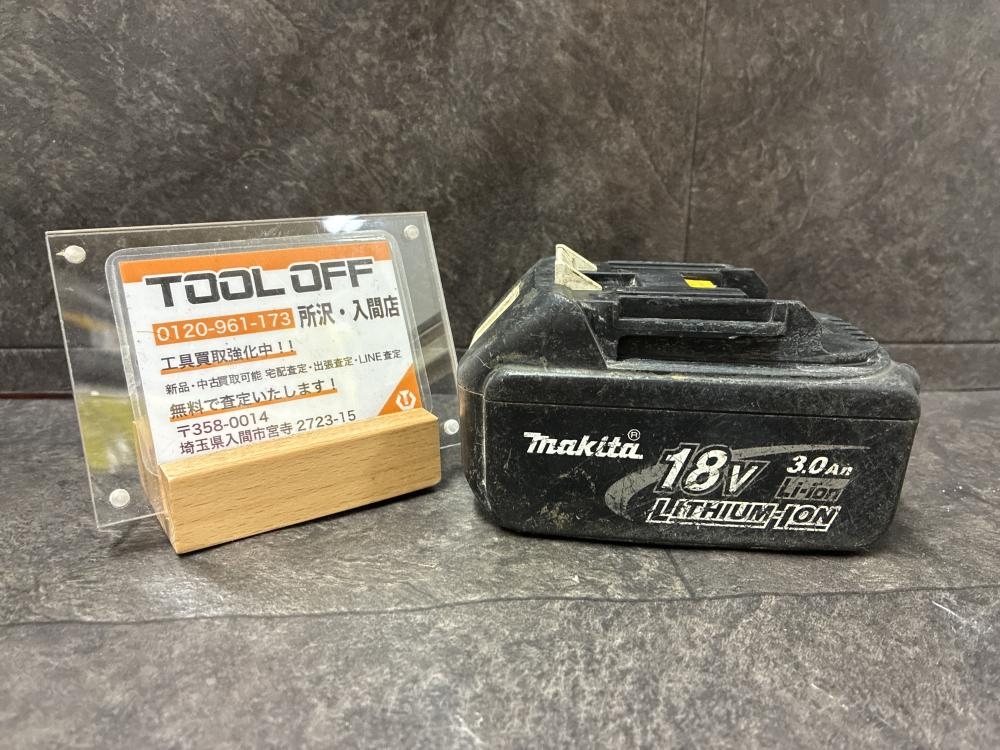 TOOL OFF
0120-961-173 所沢・入間店
工具買取強化中!!
新品・中古買取可能 宅配査定・出張査定・LINE査定
無料で査定いたします!
〒358-0014
埼玉県入間市宮寺 2723-15
makita®
18V
3.0Ah
Li-ion
LITHIUM-ION